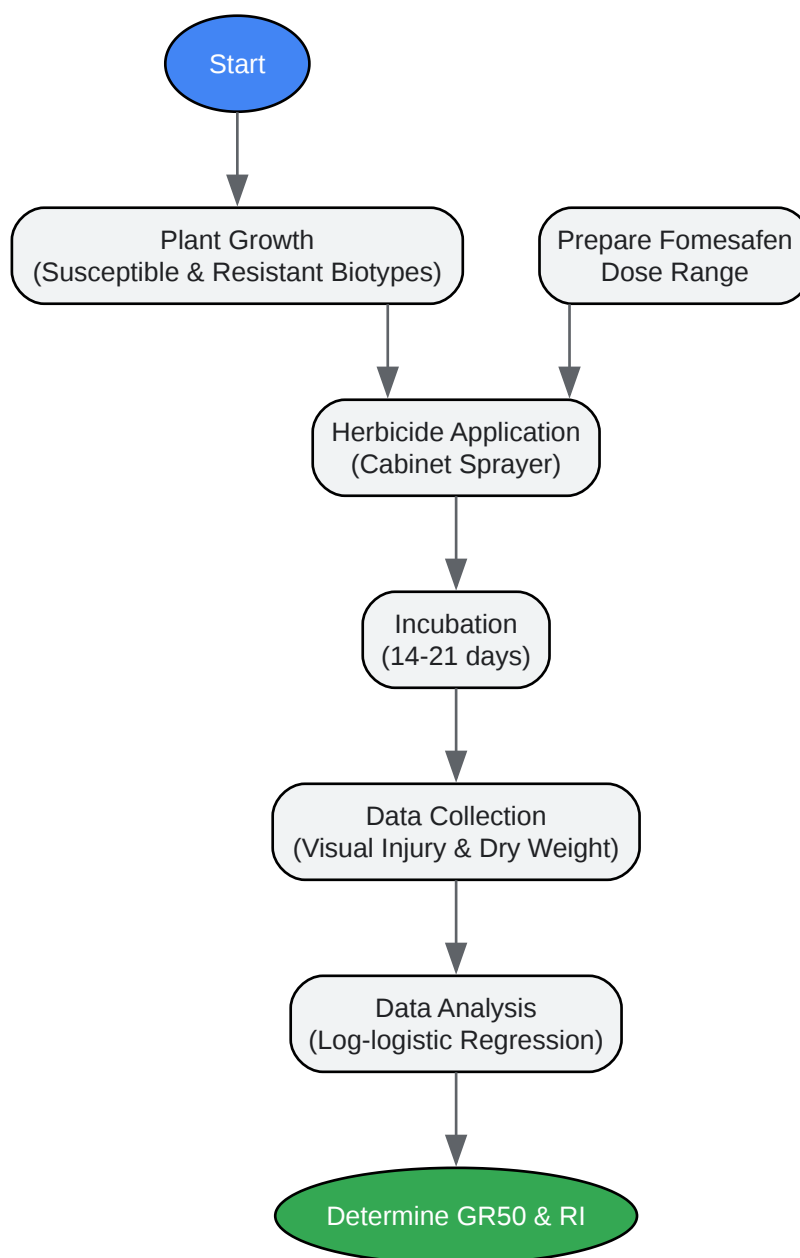 Start
Plant Growth
(Susceptible & Resistant Biotypes)
Prepare Fomesafen
Dose Range
Herbicide Application
(Cabinet Sprayer)
Incubation
(14-21 days)
Data Collection
(Visual Injury & Dry Weight)
Data Analysis
(Log-logistic Regression)
Determine GR50 & RI